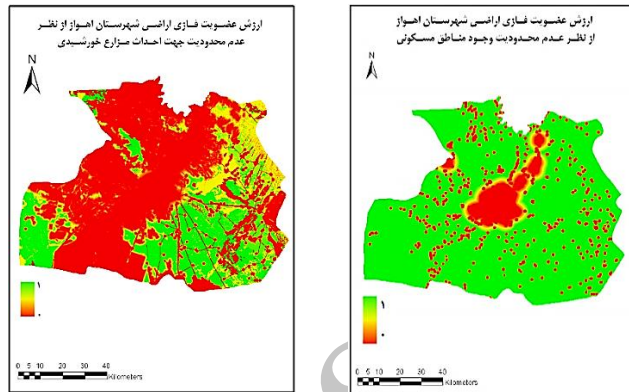 ارزش عضویت فازی اراضی شهرستان اهواز از نظر
عدم محدودیت جهت احداث مزارع خورشیدی
N
۱
۰
0 5 10 20 30 40
Kilometers
ارزش عضویت فازی اراضی شهرستان اهواز
از نظر عدم محدودیت وجود مناطق مسکونی
N
۱
۰
0 5 10 20 30 40
Kilometers